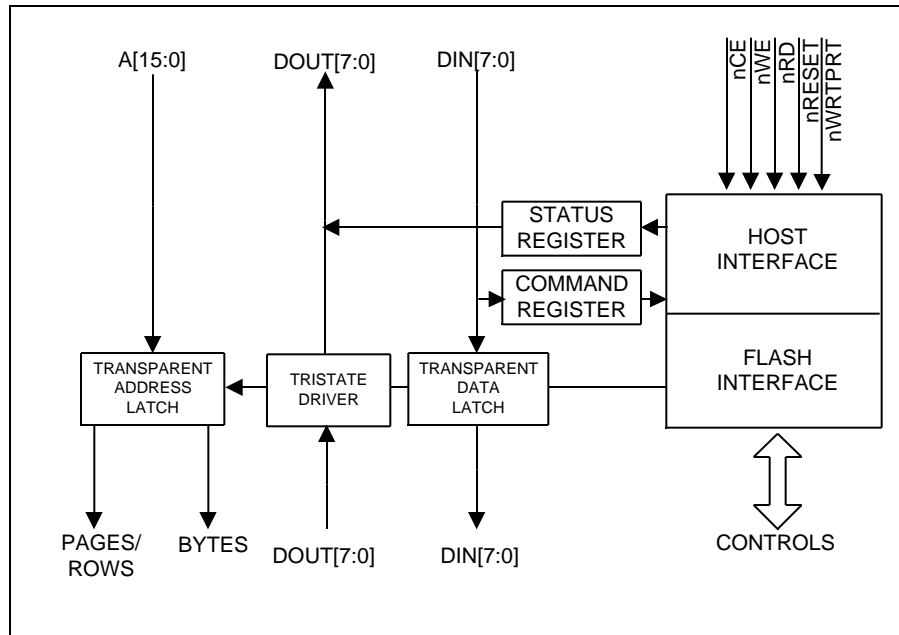 A[15:0]
DOUT[7:0]
DIN[7:0]
nCE
nWE
nRD
nRESET
nWRTPRT
STATUS
REGISTER
HOST
INTERFACE
COMMAND
REGISTER
FLASH
INTERFACE
TRANSPARENT
ADDRESS
LATCH
TRISTATE
DRIVER
TRANSPARENT
DATA
LATCH
PAGES/
ROWS
BYTES
DOUT[7:0]
DIN[7:0]
CONTROLS